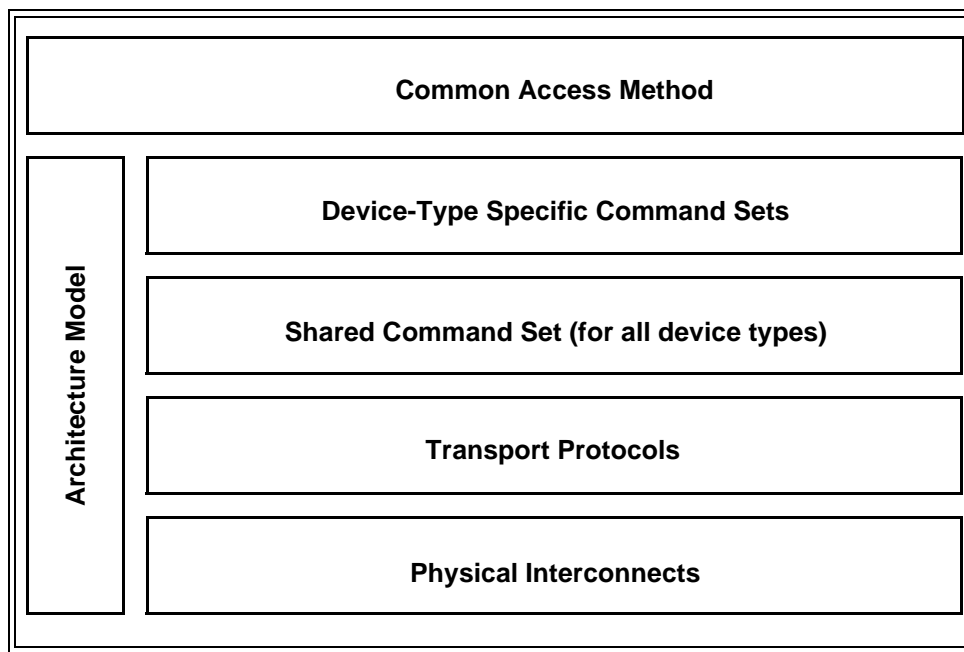 Common Access Method
Architecture Model
Device-Type Specific Command Sets
Shared Command Set (for all device types)
Transport Protocols
Physical Interconnects